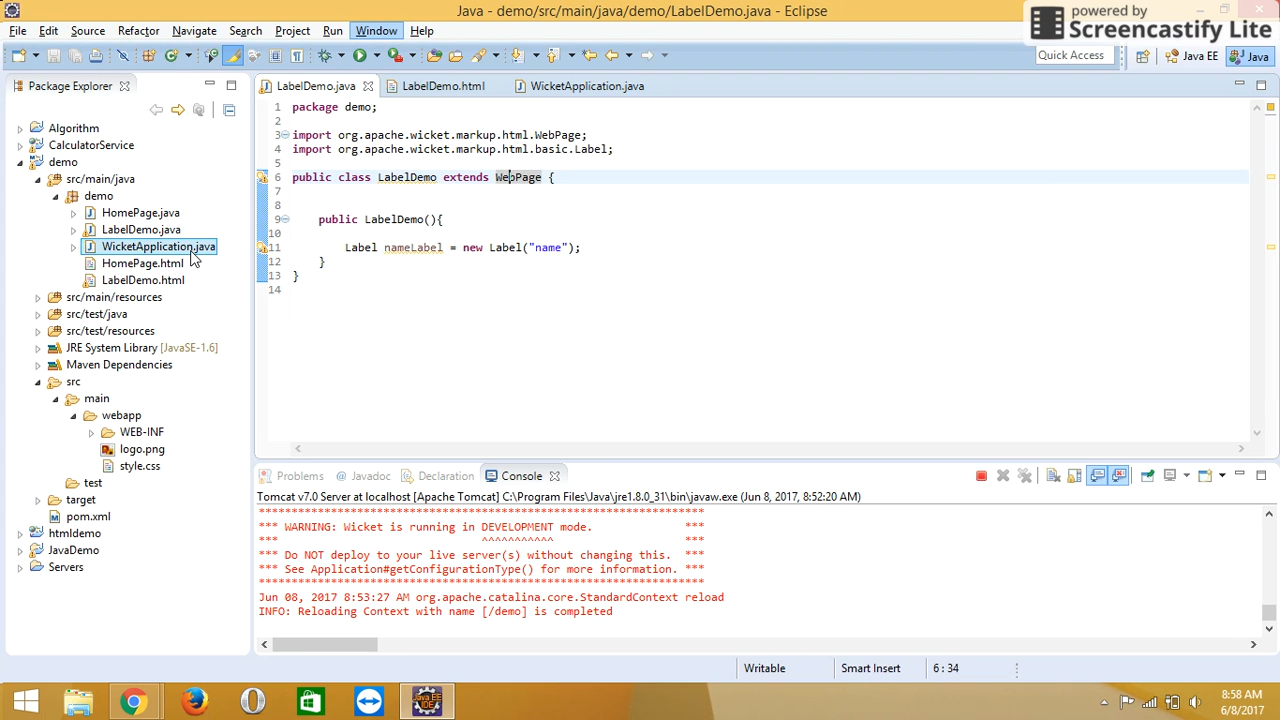 Java - demo/src/main/java/demo/LabelDemo.java - Eclipse
powered by
Screencastify Lite
File Edit Source Refactor Navigate Search Project Run Window Help
Quick Access Java EE Java
Package Explorer
LabelDemo.java LabelDemo.html WicketApplication.java
Algorithm
CalculatorService
demo
src/main/java
demo
HomePage.java
LabelDemo.java
WicketApplication.java
HomePage.html
LabelDemo.html
src/main/resources
src/test/java
src/test/resources
JRE System Library [JavaSE-1.6]
Maven Dependencies
src
main
webapp
WEB-INF
logo.png
style.css
test
target
pom.xml
htmldemo
JavaDemo
Servers
1 package demo;
2
3 import org.apache.wicket.markup.html.WebPage;
4 import org.apache.wicket.markup.html.basic.Label;
5
6 public class LabelDemo extends WebPage {
7
8
9 public LabelDemo(){
10
11 Label nameLabel = new Label("name");
12 }
13 }
14
Problems Javadoc Declaration Console
Tomcat v7.0 Server at localhost [Apache Tomcat] C:\Program Files\Java\jre1.8.0_31\bin\javaw.exe (Jun 8, 2017, 8:52:20 AM)
********************************************************************
*** WARNING: Wicket is running in DEVELOPMENT mode. ***
*** ^^^^^^^^^^^ ***
*** Do NOT deploy to your live server(s) without changing this. ***
*** See Application#getConfigurationType() for more information. ***
********************************************************************
Jun 08, 2017 8:53:27 AM org.apache.catalina.core.StandardContext reload
INFO: Reloading Context with name [/demo] is completed
Writable Smart Insert 6 : 34
Java EE
IDE
8:58 AM
6/8/2017